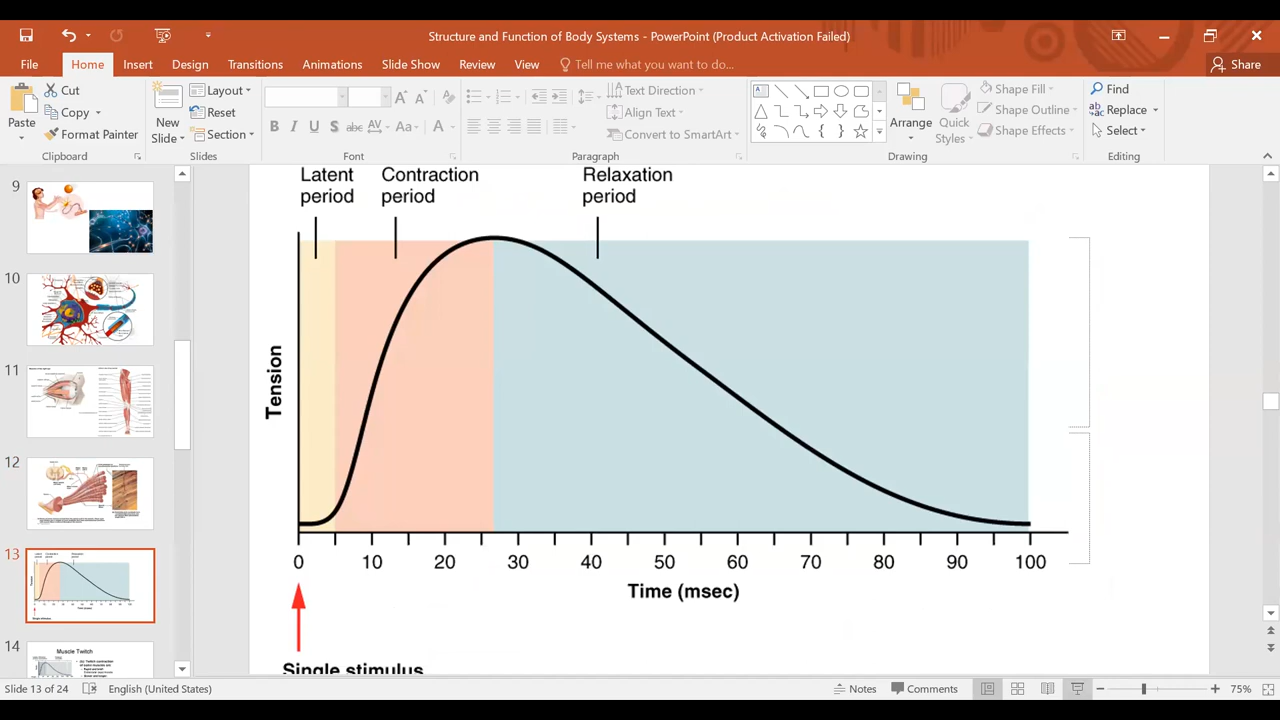 Structure and Function of Body Systems - PowerPoint (Product Activation Failed)
File Home Insert Design Transitions Animations Slide Show Review View Tell me what you want to do... Share
Paste
Cut
Copy
Format Painter
Clipboard
New
Slide
Layout
Reset
Section
Slides
Font
Text Direction
Align Text
Convert to SmartArt
Paragraph
Arrange
Quick
Styles
Shape Fill
Shape Outline
Shape Effects
Drawing
Find
Replace
Select
Editing
9
10
11
12
13
14
Muscle Twitch
Latent
period
Contraction
period
Relaxation
period
Tension
0 10 20 30 40 50 60 70 80 90 100
Time (msec)
Single stimulus
Slide 13 of 24 English (United States) Notes Comments 75%